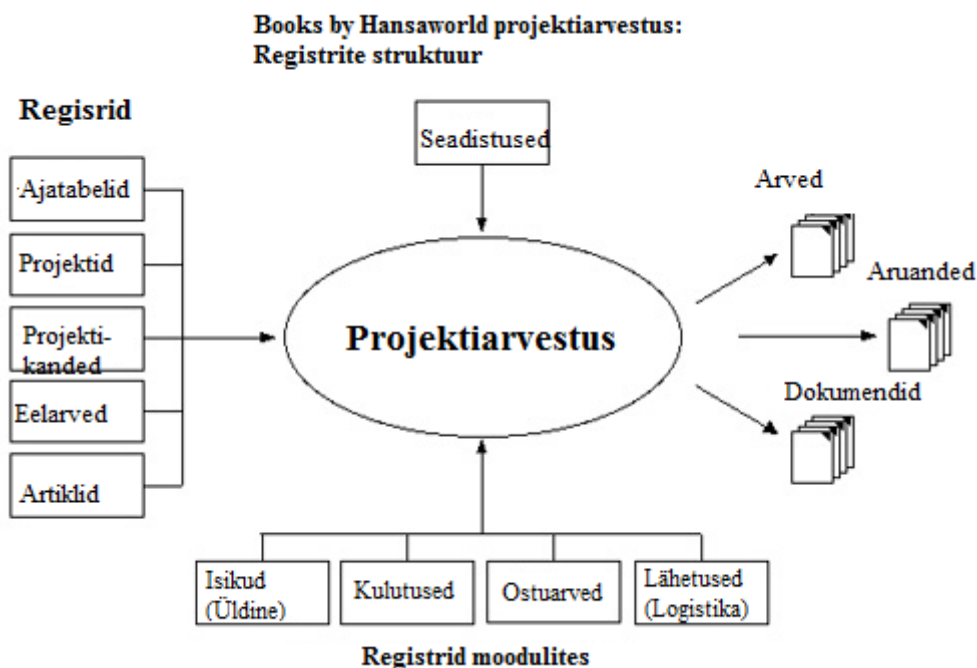 Books by Hansaworld projektiarvestus:
Registrite struktuur
Regisrid
Seadistused
Ajatabelid
Projektid
Projekti-
kanded
Eelarved
Artiklid
Projektiarvestus
Arved
Aruanded
Dokumendid
Isikud
(Üldine)
Kulutused
Ostuarved
Lähetused
(Logistika)
Registrid moodulites